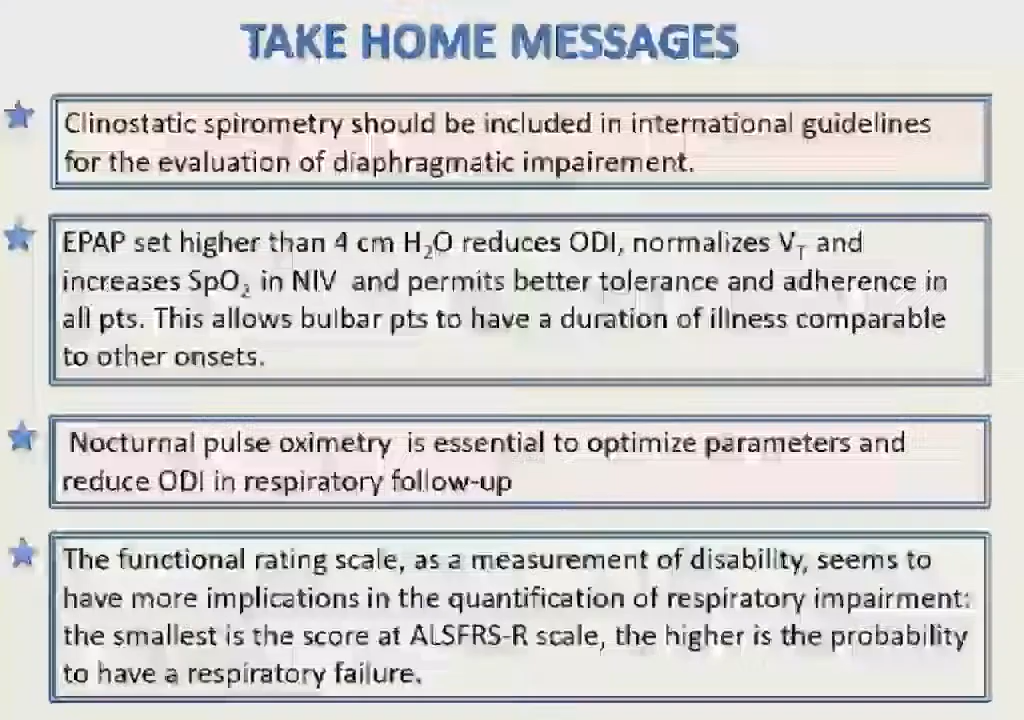 TAKE HOME MESSAGES
Clinostatic spirometry should be included in international guidelines
for the evaluation of diaphragmatic impairement.
EPAP set higher than 4 cm H₂O reduces ODI, normalizes V_T and
increases SpO₂ in NIV and permits better tolerance and adherence in
all pts. This allows bulbar pts to have a duration of illness comparable
to other onsets.
Nocturnal pulse oximetry is essential to optimize parameters and
reduce ODI in respiratory follow-up
The functional rating scale, as a measurement of disability, seems to
have more implications in the quantification of respiratory impairment:
the smallest is the score at ALSFRS-R scale, the higher is the probability
to have a respiratory failure.